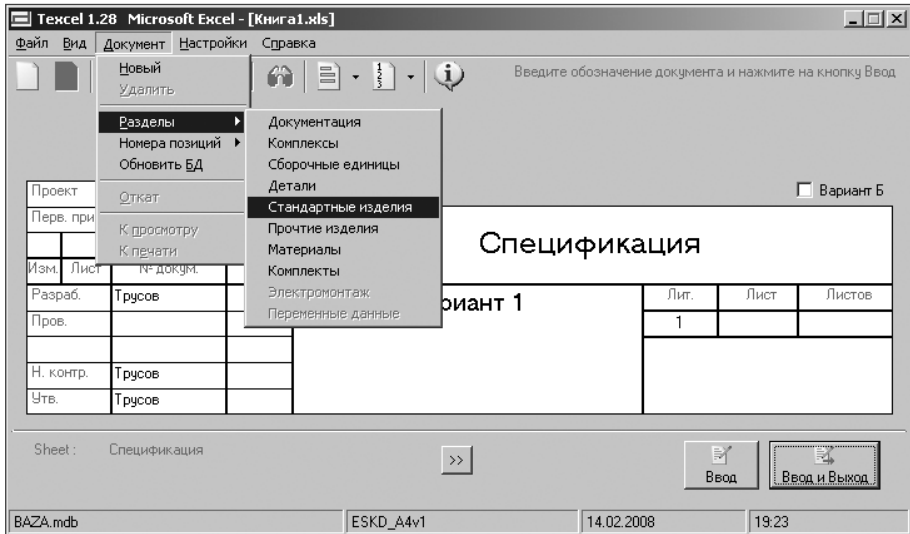 Texcel 1.28 Microsoft Excel - [Книга1.xls]
Файл Вид Документ Настройки Справка
Введите обозначение документа и нажмите на кнопку Ввод
Новый
Удалить
Разделы
Номера позиций
Обновить БД
Откат
К просмотру
К печати
Документация
Комплексы
Сборочные единицы
Детали
Стандартные изделия
Прочтие изделия
Материалы
Комплекты
Электромонтаж
Переменные данные
Проект
Вариант Б
Перв. при
Спецификация
Изм. Лист № докум.
Разраб. Трусов
риант 1
Лит. Лист Листов
Пров.
1
Н. контр. Трусов
Утв. Трусов
Sheet: Спецификация
>>
Ввод
Ввод и Выход
BAZA.mdb ESKD_A4v1 14.02.2008 19:23